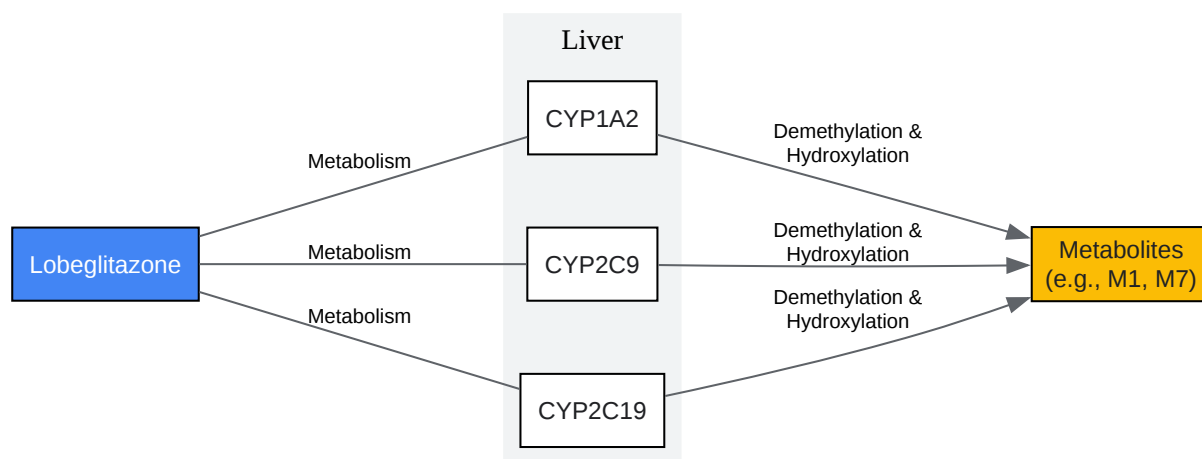 Liver
CYP1A2
Demethylation &
Hydroxylation
Metabolism
Lobeglitazone
Metabolism
CYP2C9
Demethylation &
Hydroxylation
Metabolites
(e.g., M1, M7)
Metabolism
CYP2C19
Demethylation &
Hydroxylation